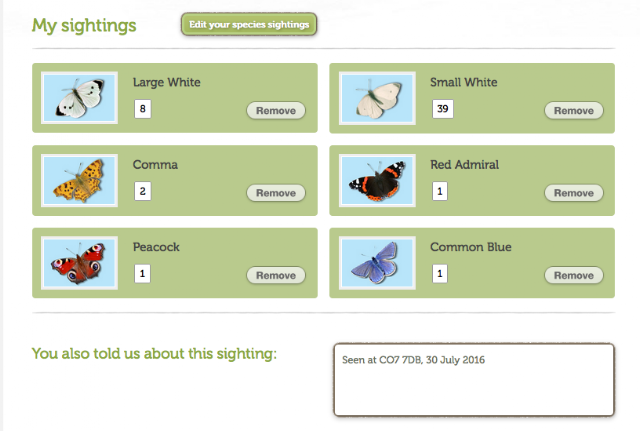 My sightings
Edit your species sightings
Large White
8
Remove
Small White
39
Remove
Comma
2
Remove
Red Admiral
1
Remove
Peacock
1
Remove
Common Blue
1
Remove
You also told us about this sighting:
Seen at CO7 7DB, 30 July 2016